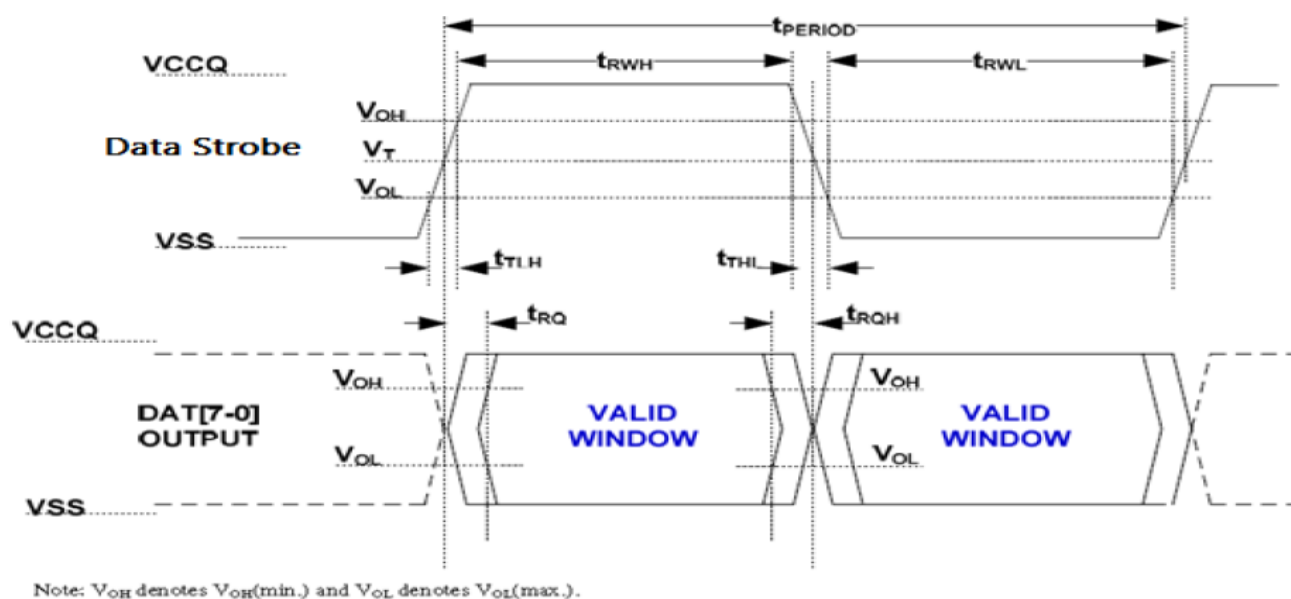 tPERIOD
VCCQ
tRWH
tRWL
VOH
Data Strobe
VT
VOL
VSS
tTLH
tTHL
tRQ
tRQH
VCCQ
VOH
VOH
DAT[7-0]
OUTPUT
VALID
WINDOW
VALID
WINDOW
VOL
VOL
VSS
Note: VOH denotes VOH(min.) and VOL denotes VOL(max.).